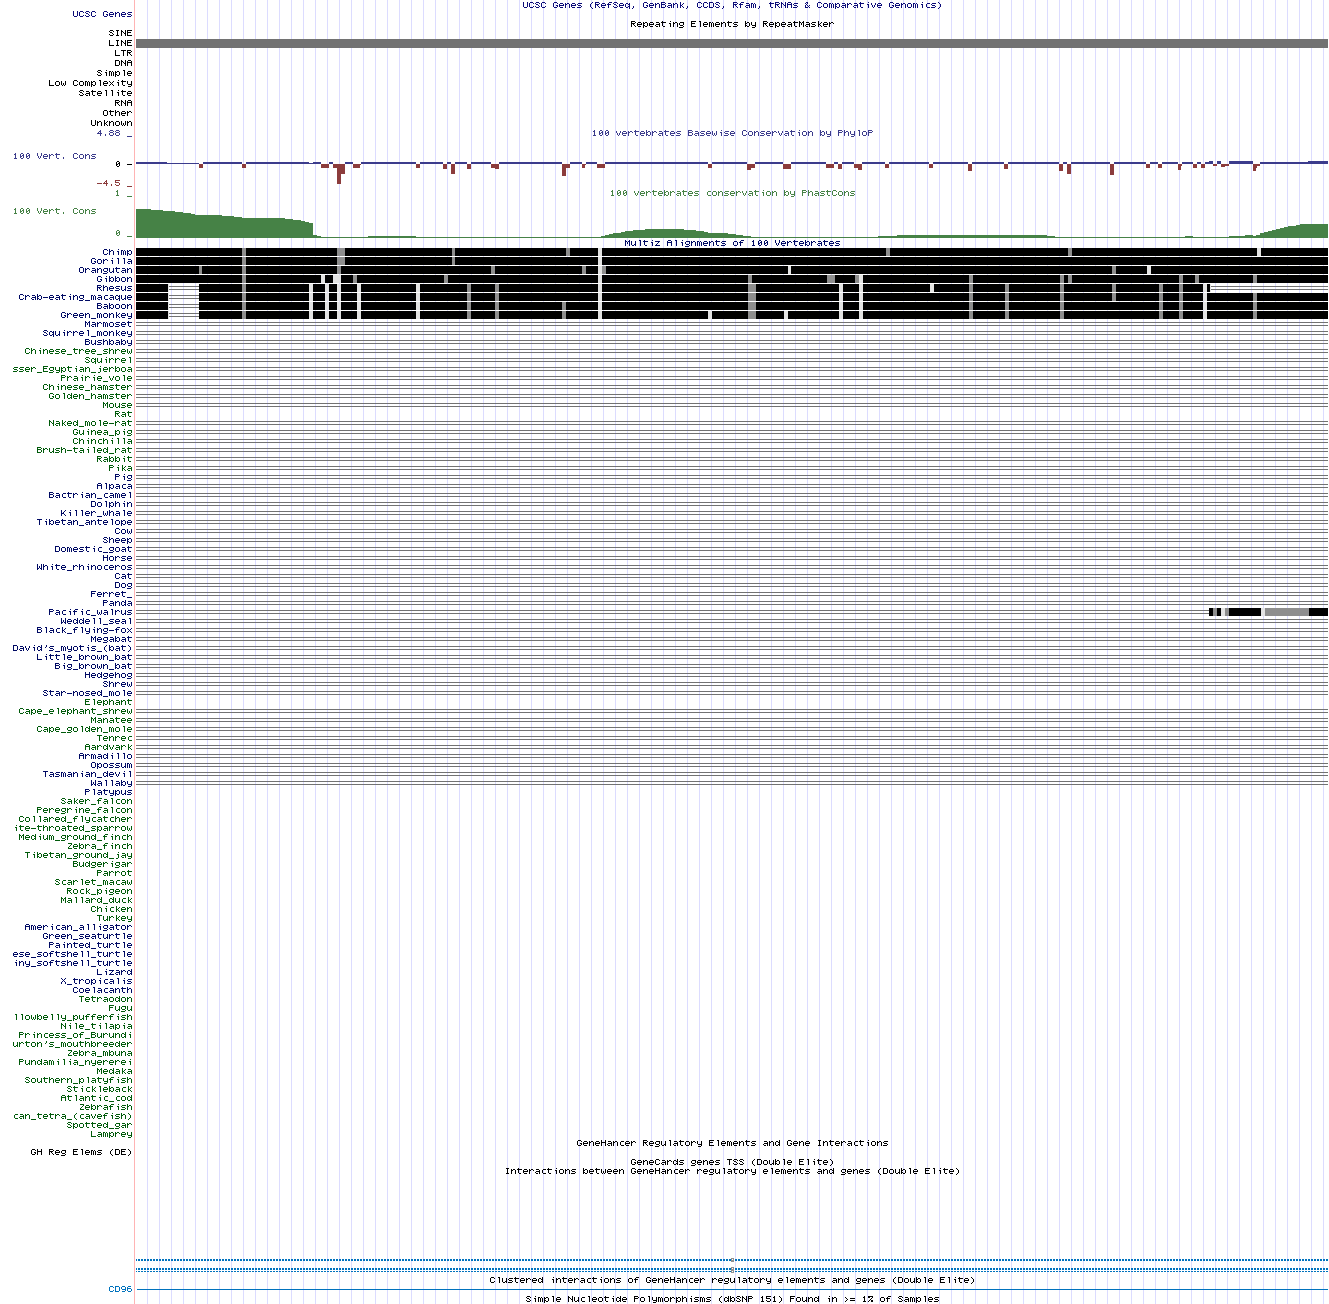 UCSC Genes (RefSeq, GenBank, CCDS, Rfam, tRNAs & Comparative Genomics)
UCSC Genes
Repeating Elements by RepeatMasker
SINE
LINE
LTR
DNA
Simple
Low Complexity
Satellite
RNA
Other
Unknown
4.88 _
100 vertebrates Basewise Conservation by PhyloP
100 Vert. Cons
0 –
-4.5 _
1 _
100 vertebrates conservation by PhastCons
100 Vert. Cons
0 _
Multiz Alignments of 100 Vertebrates
Chimp
Gorilla
Orangutan
Gibbon
Rhesus
Crab-eating_macaque
Baboon
Green_monkey
Marmoset
Squirrel_monkey
Bushbaby
Chinese_tree_shrew
Squirrel
sser_Egyptian_jerboa
Prairie_vole
Chinese_hamster
Golden_hamster
Mouse
Rat
Naked_mole-rat
Guinea_pig
Chinchilla
Brush-tailed_rat
Rabbit
Pika
Pig
Alpaca
Bactrian_camel
Dolphin
Killer_whale
Tibetan_antelope
Cow
Sheep
Domestic_goat
Horse
White_rhinoceros
Cat
Dog
Ferret_
Panda
Pacific_walrus
Weddell_seal
Black_flying-fox
Megabat
David's_myotis_(bat)
Little_brown_bat
Big_brown_bat
Hedgehog
Shrew
Star-nosed_mole
Elephant
Cape_elephant_shrew
Manatee
Cape_golden_mole
Tenrec
Aardvark
Armadillo
Opossum
Tasmanian_devil
Wallaby
Platypus
Saker_falcon
Peregrine_falcon
Collared_flycatcher
ite-throated_sparrow
Medium_ground_finch
Zebra_finch
Tibetan_ground_jay
Budgerigar
Parrot
Scarlet_macaw
Rock_pigeon
Mallard_duck
Chicken
Turkey
American_alligator
Green_seaturtle
Painted_turtle
ese_softshell_turtle
iny_softshell_turtle
Lizard
X_tropicalis
Coelacanth
Tetraodon
Fugu
llowbelly_pufferfish
Nile_tilapia
Princess_of_Burundi
urton's_mouthbreeder
Zebra_mbuna
Pundamilia_nyererei
Medaka
Southern_platyfish
Stickleback
Atlantic_cod
Zebrafish
can_tetra_(cavefish)
Spotted_gar
Lamprey
GeneHancer Regulatory Elements and Gene Interactions
GH Reg Elems (DE)
GeneCards genes TSS (Double Elite)
Interactions between GeneHancer regulatory elements and genes (Double Elite)
Clustered interactions of GeneHancer regulatory elements and genes (Double Elite)
CD96
Simple Nucleotide Polymorphisms (dbSNP 151) Found in >= 1% of Samples